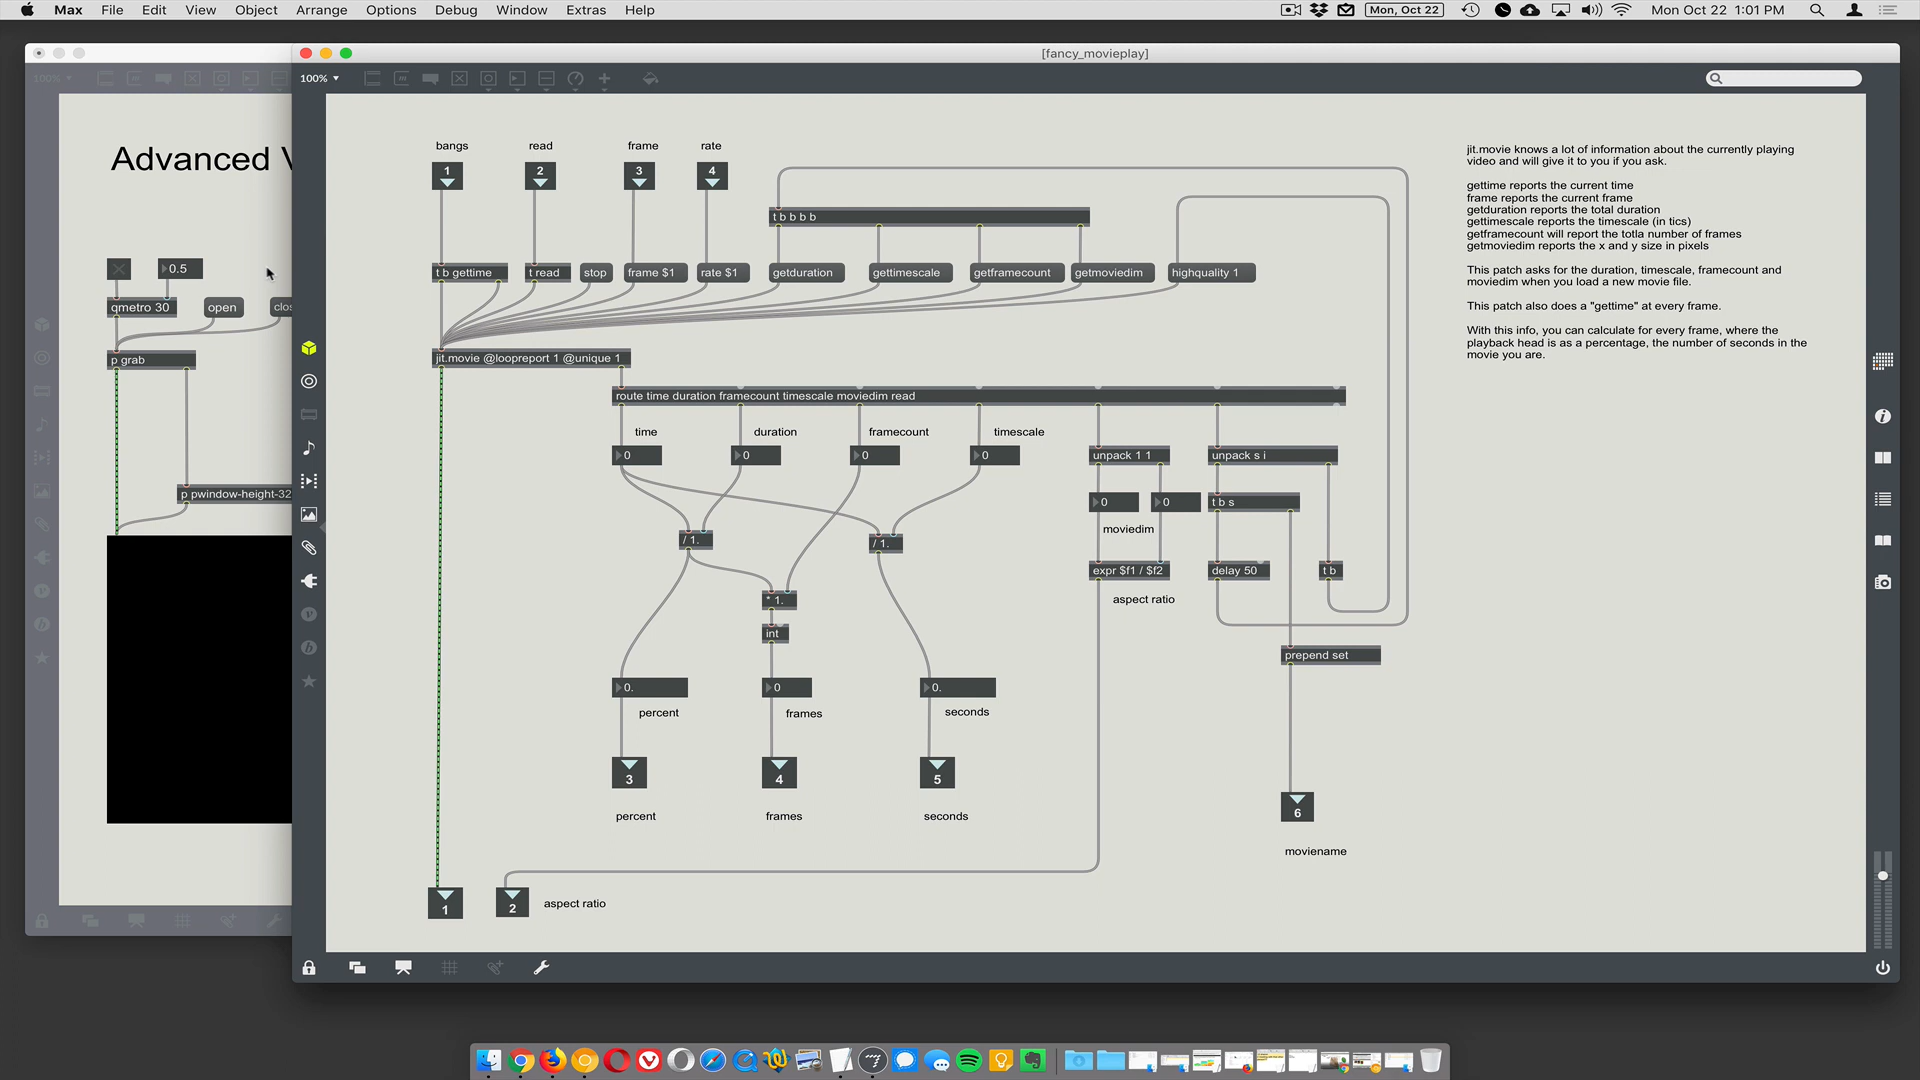 Max File Edit View Object Arrange Options Debug Window Extras Help
Mon, Oct 22
Mon Oct 22 1:01 PM
[fancy_movieplay]
100%
100%
Advanced V
0.5
qmetro 30
open
clos
p grab
p pwindow-height-32
bangs read frame rate
1 2 3 4
t b b b b
t b gettime
t read
stop
frame $1
rate $1
getduration
gettimescale
getframecount
getmoviedim
highquality 1
jit.movie @loopreport 1 @unique 1
route time duration framecount timescale moviedim read
time duration framecount timescale
0 0 0 0
unpack 1 1
unpack s i
0 0
t b s
moviedim
/ 1.
/ 1.
expr $f1 / $f2
delay 50
t b
aspect ratio
* 1.
int
prepend set
0. 0 0.
percent frames seconds
3 4 5
percent frames seconds
6
moviename
1 2
aspect ratio
jit.movie knows a lot of information about the currently playing
video and will give it to you if you ask.
gettime reports the current time
frame reports the current frame
getduration reports the total duration
gettimescale reports the timescale (in tics)
getframecount will report the totla number of frames
getmoviedim reports the x and y size in pixels
This patch asks for the duration, timescale, framecount and
moviedim when you load a new movie file.
This patch also does a "gettime" at every frame.
With this info, you can calculate for every frame, where the
playback head is as a percentage, the number of seconds in the
movie you are.